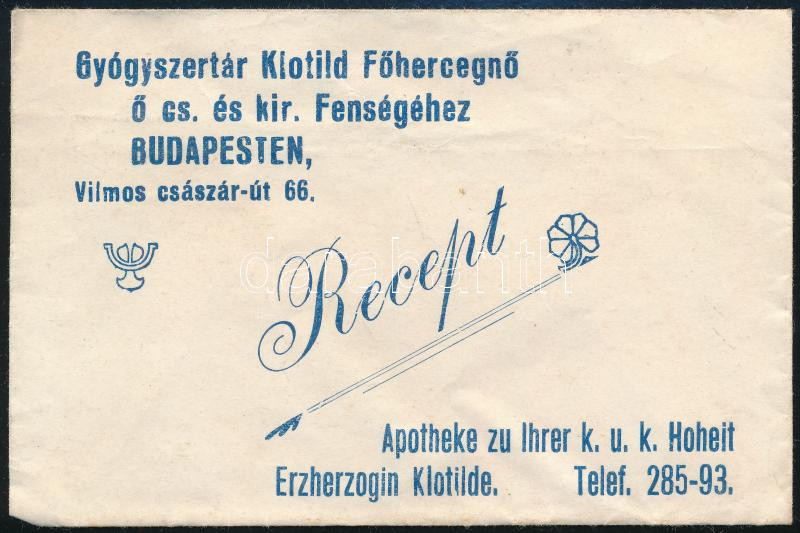 Gyógyszertár Klotild Főhercegnő
Ő cs. és kir. Fenségéhez
BUDAPESTEN,
Vilmos császár-út 66.
Recept
darabanth
Apotheke zu Ihrer k. u. k. Hoheit
Erzherzogin Klotilde. Telef. 285-93.